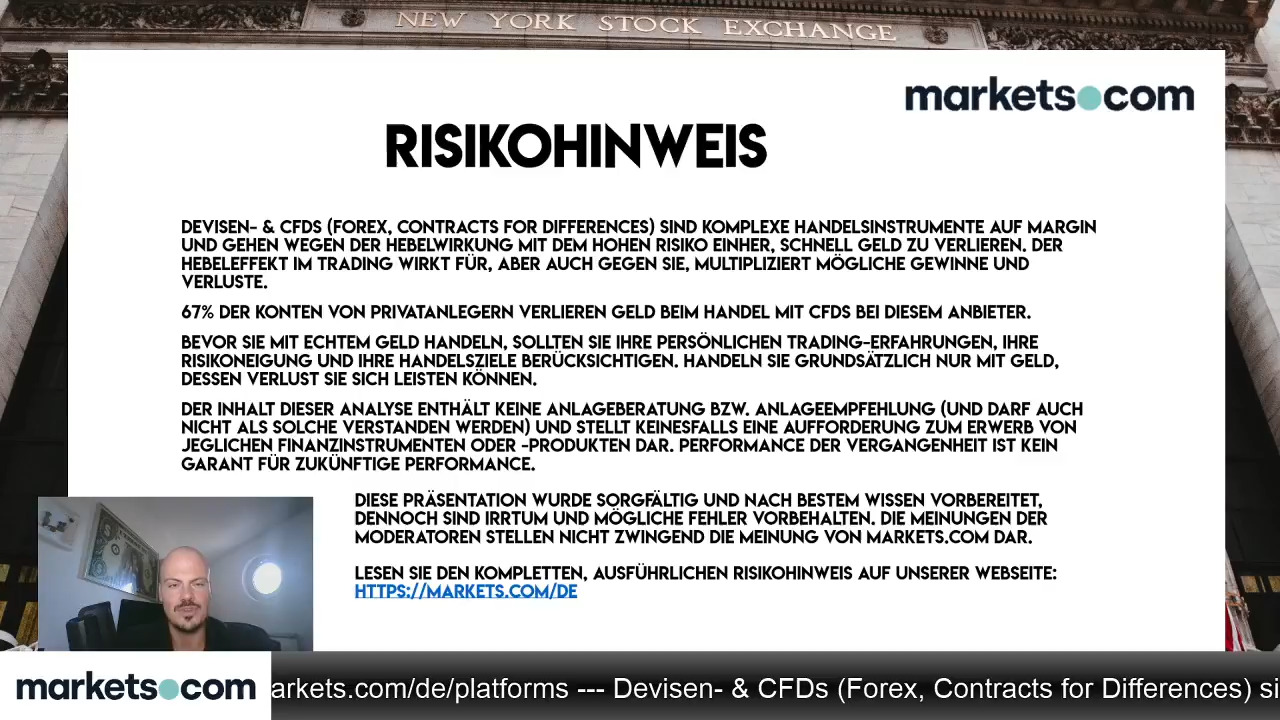 NEW YORK STOCK EXCHANGE
markets.com
RISIKOHINWEIS
DEVISEN- & CFDS (FOREX, CONTRACTS FOR DIFFERENCES) SIND KOMPLEXE HANDELSINSTRUMENTE AUF MARGIN
UND GEHEN WEGEN DER HEBELWIRKUNG MIT DEM HOHEN RISIKO EINHER, SCHNELL GELD ZU VERLIEREN. DER
HEBELEFFEKT IM TRADING WIRKT FÜR, ABER AUCH GEGEN SIE, MULTIPLIZIERT MÖGLICHE GEWINNE UND
VERLUSTE.
67% DER KONTEN VON PRIVATANLEGERN VERLIEREN GELD BEIM HANDEL MIT CFDS BEI DIESEM ANBIETER.
BEVOR SIE MIT ECHTEM GELD HANDELN, SOLLTEN SIE IHRE PERSÖNLICHEN TRADING-ERFAHRUNGEN, IHRE
RISIKONEIGUNG UND IHRE HANDELSZIELE BERÜCKSICHTIGEN. HANDELN SIE GRUNDSÄTZLICH NUR MIT GELD,
DESSEN VERLUST SIE SICH LEISTEN KÖNNEN.
DER INHALT DIESER ANALYSE ENTHÄLT KEINE ANLAGEBERATUNG BZW. ANLAGEEMPFEHLUNG (UND DARF AUCH
NICHT ALS SOLCHE VERSTANDEN WERDEN) UND STELLT KEINESFALLS EINE AUFFORDERUNG ZUM ERWERB VON
JEGLICHEN FINANZINSTRUMENTEN ODER -PRODUKTEN DAR. PERFORMANCE DER VERGANGENHEIT IST KEIN
GARANT FÜR ZUKÜNFTIGE PERFORMANCE.
DIESE PRÄSENTATION WURDE SORGFÄLTIG UND NACH BESTEM WISSEN VORBEREITET,
DENNOCH SIND IRRTUM UND MÖGLICHE FEHLER VORBEHALTEN. DIE MEINUNGEN DER
MODERATOREN STELLEN NICHT ZWINGEND DIE MEINUNG VON MARKETS.COM DAR.
LESEN SIE DEN KOMPLETTEN, AUSFÜHRLICHEN RISIKOHINWEIS AUF UNSERER WEBSEITE:
HTTPS://MARKETS.COM/DE
markets.com
arkets.com/de/platforms --- Devisen- & CFDs (Forex, Contracts for Differences) si